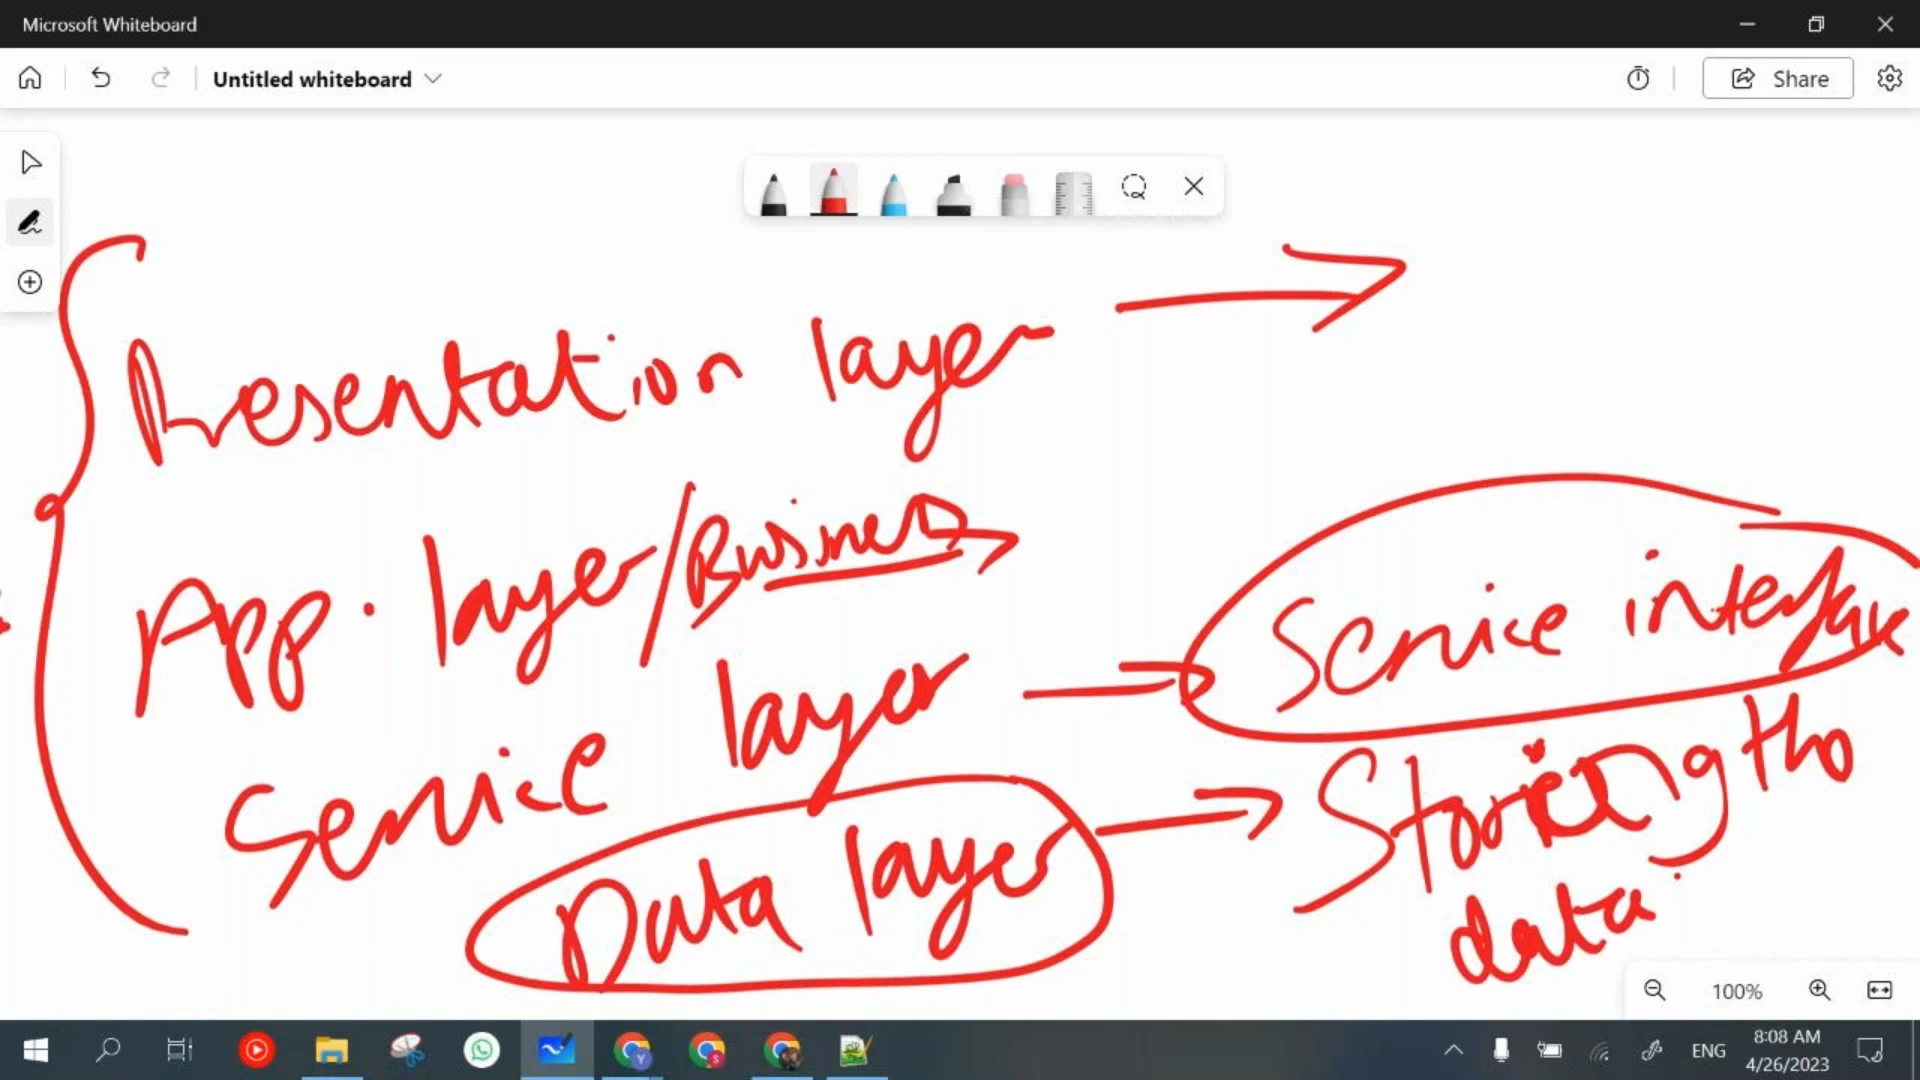 Microsoft Whiteboard
Untitled whiteboard
Share
Presentation layer
App. layer/Business
Service layer
Service interface
Data layer
Storing the
data.
100%
ENG
8:08 AM
4/26/2023